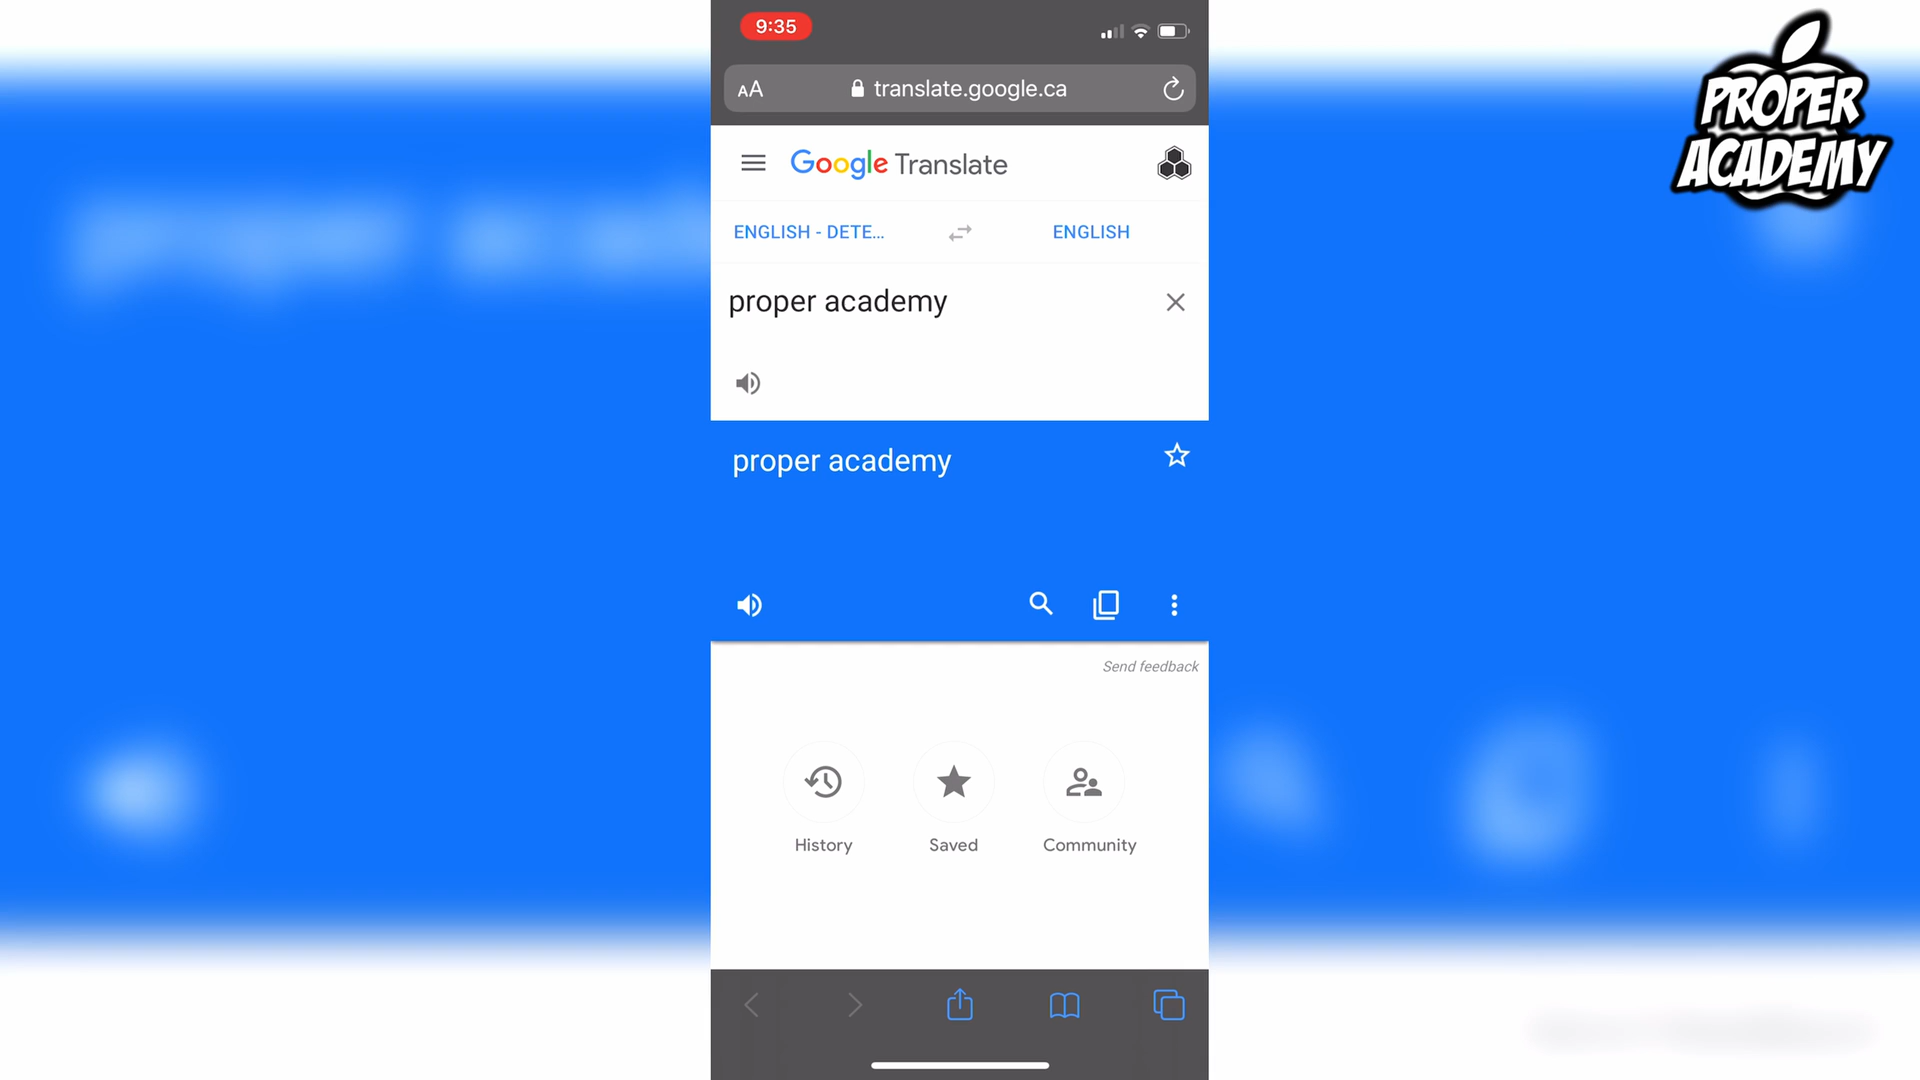 9:35
AA translate.google.ca
Google Translate
ENGLISH - DETE... ENGLISH
proper academy
proper academy
Send feedback
History Saved Community
PROPER
ACADEMY